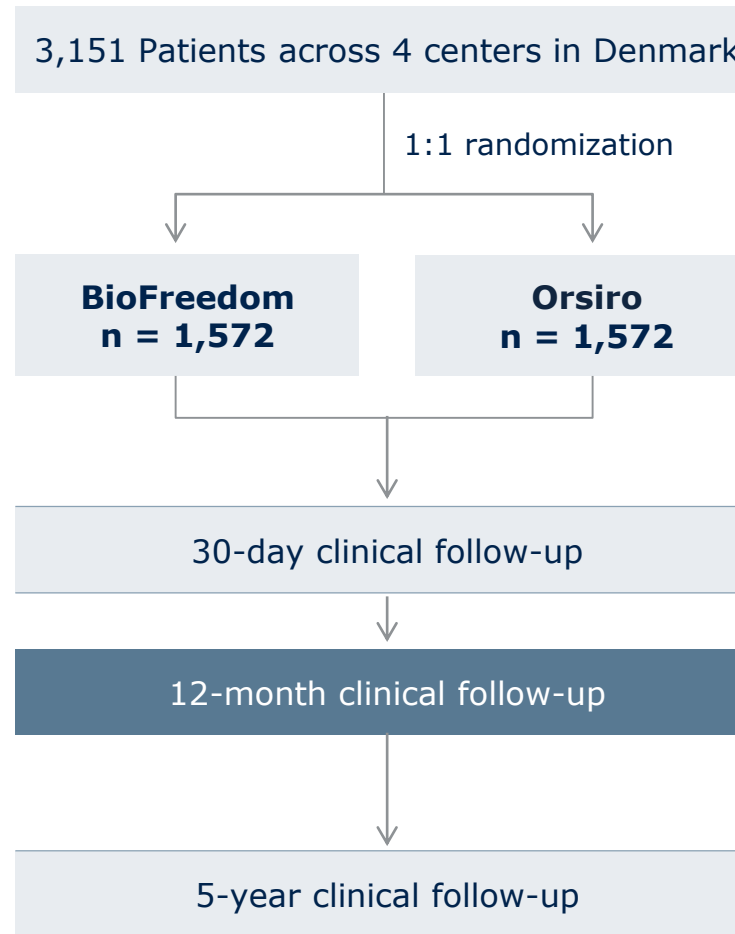 3,151 Patients across 4 centers in Denmark
1:1 randomization
BioFreedom
n = 1,572
Orsiro
n = 1,572
30-day clinical follow-up
12-month clinical follow-up
5-year clinical follow-up